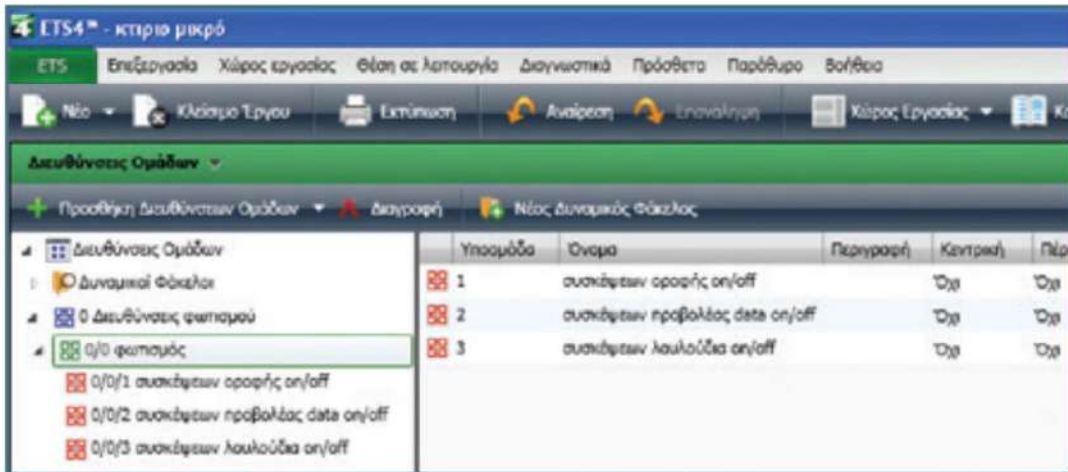 ETS4™ - κτιριο μικρό
ETS Επεξεργασία Χώρος εργασίας Θέση σε λειτουργία Διαγνωστικά Πρόσθετα Παράθυρο Βοήθεια
Νέο Κλείσιμο Έργου Εκτύπωση Αναίρεση Επανάληψη Χώρος Εργασίας
Διευθύνσεις Ομάδων
Προσθήκη Διευθύνσεων Ομάδων Διαγραφή Νέος Δυναμικός Φάκελος
Διευθύνσεις Ομάδων
Δυναμικοί Φάκελοι
0 Διευθύνσεις φωτισμού
0/0 φωτισμός
0/0/1 συσκέψεων οροφής on/off
0/0/2 συσκέψεων προβολέας data on/off
0/0/3 συσκέψεων λουλούδια on/off
Υποομάδα Όνομα Περιγραφή Κεντρική
1 συσκέψεων οροφής on/off Όχι Όχι
2 συσκέψεων προβολέας data on/off Όχι Όχι
3 συσκέψεων λουλούδια on/off Όχι Όχι